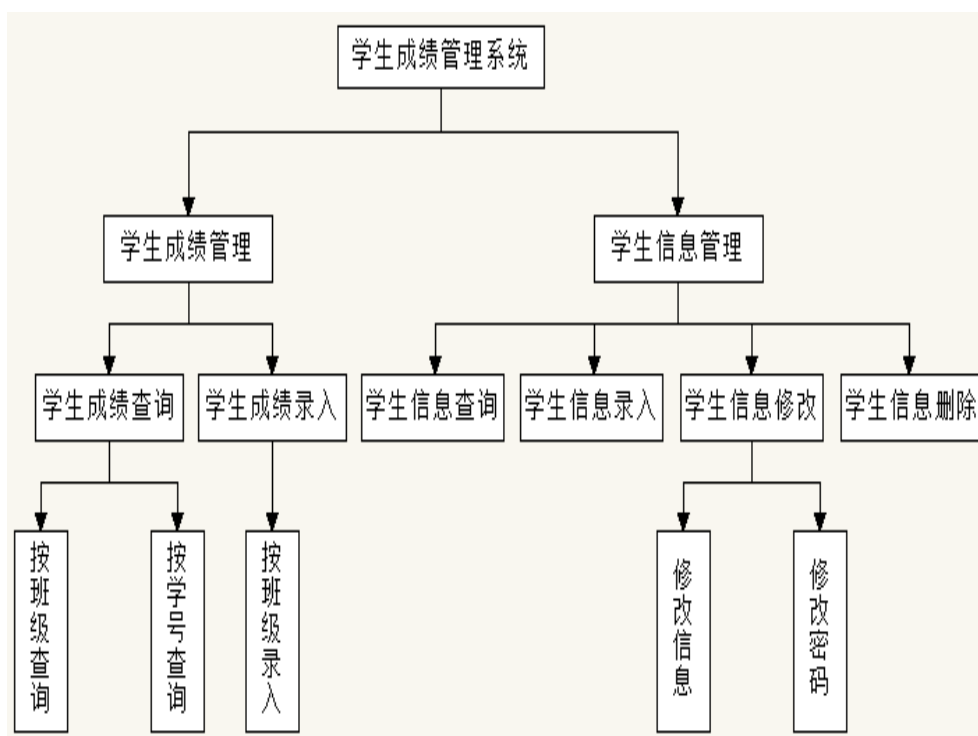 学生成绩管理系统
学生成绩管理
学生信息管理
学生成绩查询
学生成绩录入
学生信息查询
学生信息录入
学生信息修改
学生信息删除
按班级查询
按学号查询
按班级录入
修改信息
修改密码